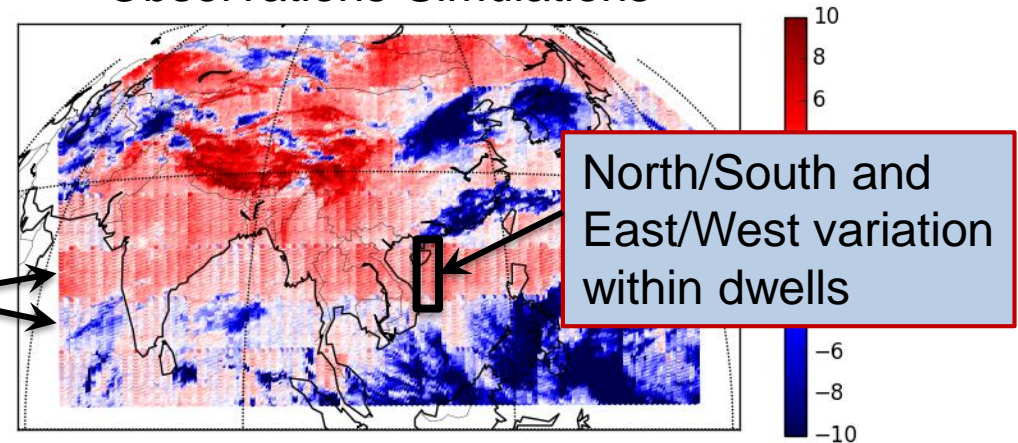 Observations-Simulations
10
8
6
North/South and
East/West variation
within dwells
−6
−8
−10